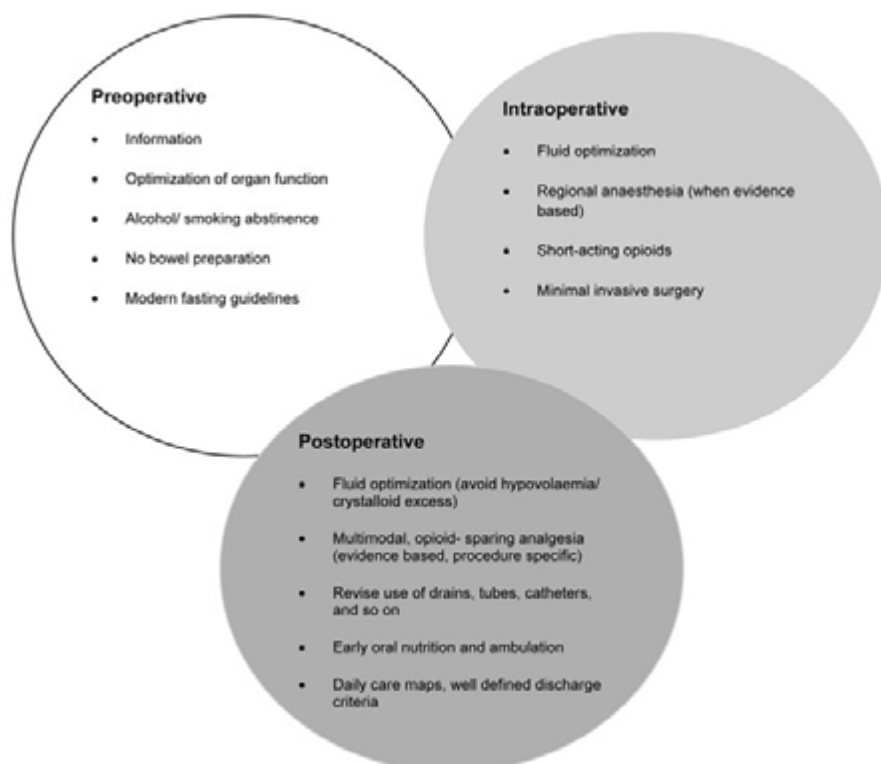 Preoperative
• Information
• Optimization of organ function
• Alcohol/ smoking abstinence
• No bowel preparation
• Modern fasting guidelines
Intraoperative
• Fluid optimization
• Regional anaesthesia (when evidence
based)
• Short-acting opioids
• Minimal invasive surgery
Postoperative
• Fluid optimization (avoid hypovolaemia/
crystalloid excess)
• Multimodal, opioid- sparing analgesia
(evidence based, procedure specific)
• Revise use of drains, tubes, catheters,
and so on
• Early oral nutrition and ambulation
• Daily care maps, well defined discharge
criteria